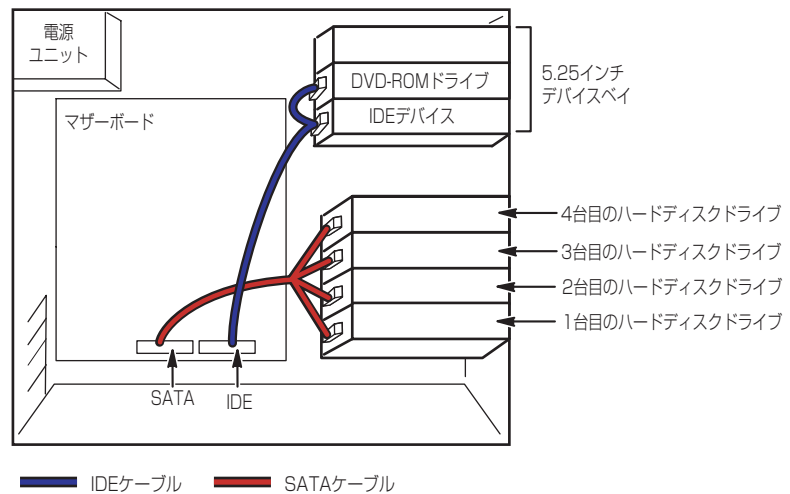 電源
ユニット
マザーボード
DVD-ROMドライブ
IDEデバイス
5.25インチ
デバイスベイ
4台目のハードディスクドライブ
3台目のハードディスクドライブ
2台目のハードディスクドライブ
1台目のハードディスクドライブ
SATA
IDE
IDEケーブル
SATAケーブル